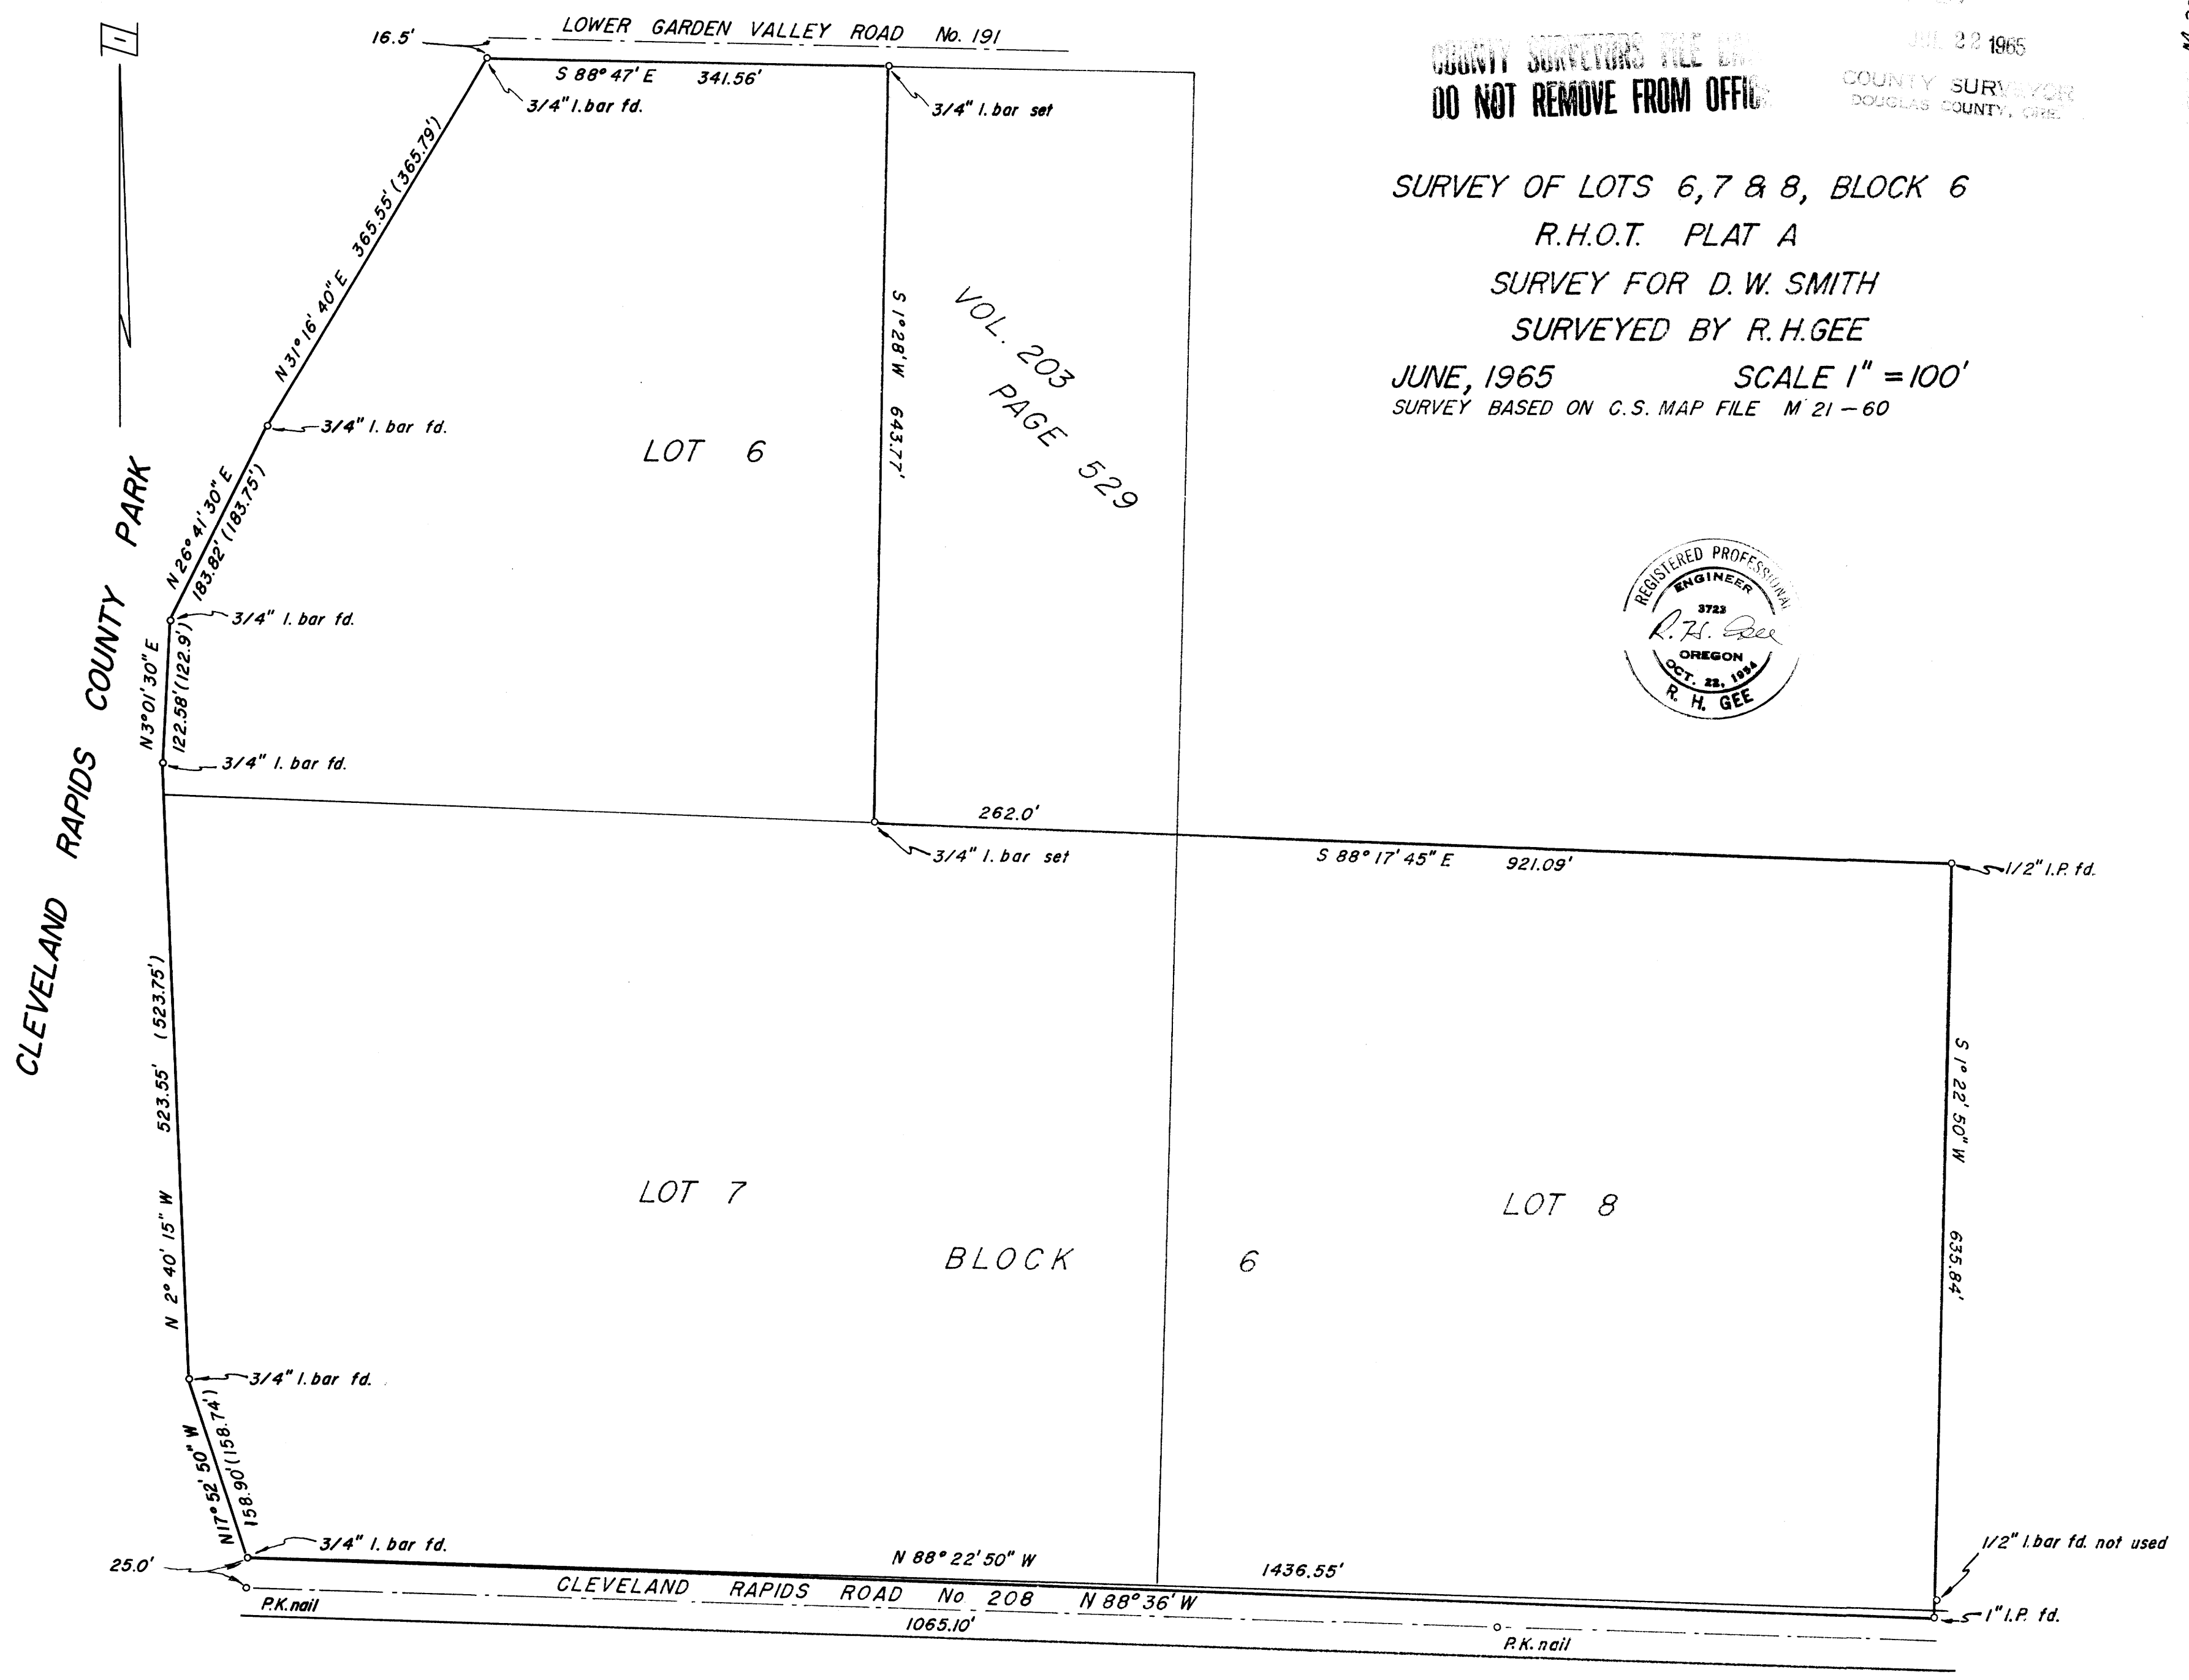 LOWER GARDEN VALLEY ROAD No. 191
16.5'
S 88° 47' E 341.56'
3/4" I. bar fd.
3/4" I. bar set
COUNTY SURVEYORS FILE
DO NOT REMOVE FROM OFFIC
JUL 22 1965
COUNTY SURVEYOR
DOUGLAS COUNTY, ORE.
SURVEY OF LOTS 6, 7 & 8, BLOCK 6
R.H.O.T. PLAT A
SURVEY FOR D. W. SMITH
SURVEYED BY R. H. GEE
JUNE, 1965 SCALE 1" = 100'
SURVEY BASED ON C.S. MAP FILE M 21 – 60
N 31° 16' 40" E 365.55' (365.79')
S 1° 28' W 643.77'
VOL. 203
PAGE 529
3/4" I. bar fd.
LOT 6
N 26° 41' 30" E
183.82' (183.75')
REGISTERED PROFESSIONAL
ENGINEER
3723
R. H. Gee
OREGON
OCT. 22, 1954
R. H. GEE
CLEVELAND RAPIDS COUNTY PARK
3/4" I. bar fd.
N 3° 01' 30" E
122.58' (122.9')
3/4" I. bar fd.
262.0'
3/4" I. bar set
S 88° 17' 45" E 921.09'
1/2" I.P. fd.
N 2° 40' 15" W 523.55' (523.75')
S 1° 22' 50" W 635.84'
LOT 7
LOT 8
BLOCK 6
3/4" I. bar fd.
N 17° 52' 50" W
158.90' (158.74')
3/4" I. bar fd.
25.0'
N 88° 22' 50" W 1436.55'
1/2" I. bar fd. not used
CLEVELAND RAPIDS ROAD No. 208 N 88° 36' W
P.K. nail
1065.10'
P.K. nail
1" I.P. fd.